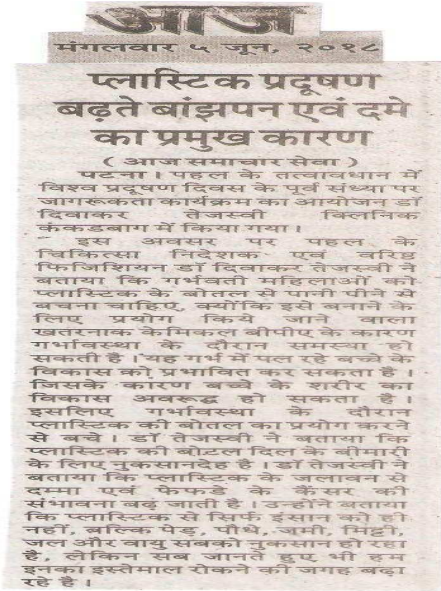 आज
मंगलवार ५ जून, २०१८
प्लास्टिक प्रदूषण
बढ़ते बांझपन एवं दमे
का प्रमुख कारण
( आज समाचार सेवा )
पटना। पहल के तत्वावधान में
विश्व प्रदूषण दिवस के पूर्व संध्या पर
जागरूकता कार्यक्रम का आयोजन डॉ
दिवाकर तेजस्वी क्लिनिक
कंकडबाग में किया गया।
इस अवसर पर पहल के
चिकित्सा निदेशक एवं वरिष्ठ
फिजिशियन डॉ दिवाकर तेजस्वी ने
बताया कि गर्भवती महिलाओं को
प्लास्टिक के बोतल से पानी पीने से
बचना चाहिए, क्योंकि इसे बनाने के
लिए प्रयोग किये जाने वाला
खतरनाक केमिकल बीपीए के कारण
गर्भावस्था के दौरान समस्या हो
सकती है। यह गर्भ में पल रहे बच्चे के
विकास को प्रभावित कर सकता है।
जिसके कारण बच्चे के शरीर का
विकास अवरूद्ध हो सकता है।
इसलिए गर्भावस्था के दौरान
प्लास्टिक की बोतल का प्रयोग करने
से बचे। डॉ तेजस्वी ने बताया कि
प्लास्टिक की बोटल दिल के बीमारी
के लिए नुकसानदेह है। डॉ तेजस्वी ने
बताया कि प्लास्टिक के जलावन से
दम्मा एवं फेफडे के कैंसर की
संभावना बढ़ जाती है। उन्होंने बताया
कि प्लास्टिक से सिर्फ इंसान को ही
नहीं, बल्कि पेड़, पौधे, जमी, मिट्टी,
जल और वायु सबको नुकसान हो रहा
है, लेकिन सब जानते हुए भी हम
इनका इस्तेमाल रोकने की जगह बढ़ा
रहे है।